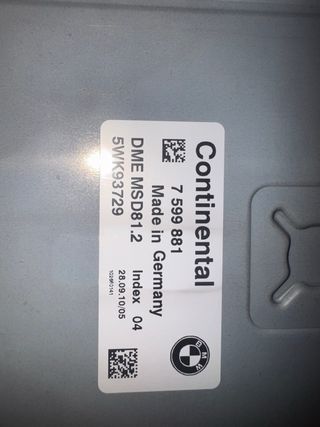 Continental
7 599 881
Made in Germany
DME MSD81.2 Index 04
5WK93729 28.09.10/05
BMW